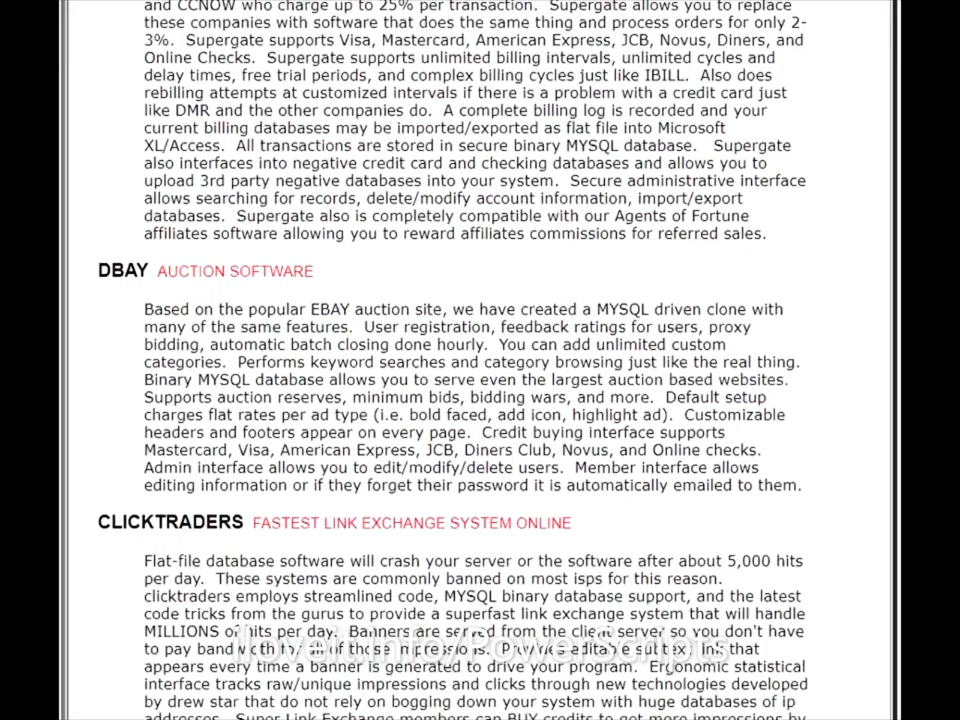 and CCNOW who charge up to 25% per transaction. Supergate allows you to replace
these companies with software that does the same thing and process orders for only 2-
3%. Supergate supports Visa, Mastercard, American Express, JCB, Novus, Diners, and
Online Checks. Supergate supports unlimited billing intervals, unlimited cycles and
delay times, free trial periods, and complex billing cycles just like IBILL. Also does
rebilling attempts at customized intervals if there is a problem with a credit card just
like DMR and the other companies do. A complete billing log is recorded and your
current billing databases may be imported/exported as flat file into Microsoft
XL/Access. All transactions are stored in secure binary MYSQL database. Supergate
also interfaces into negative credit card and checking databases and allows you to
upload 3rd party negative databases into your system. Secure administrative interface
allows searching for records, delete/modify account information, import/export
databases. Supergate also is completely compatible with our Agents of Fortune
affiliates software allowing you to reward affiliates commissions for referred sales.
DBAY AUCTION SOFTWARE
Based on the popular EBAY auction site, we have created a MYSQL driven clone with
many of the same features. User registration, feedback ratings for users, proxy
bidding, automatic batch closing done hourly. You can add unlimited custom
categories. Performs keyword searches and category browsing just like the real thing.
Binary MYSQL database allows you to serve even the largest auction based websites.
Supports auction reserves, minimum bids, bidding wars, and more. Default setup
charges flat rates per ad type (i.e. bold faced, add icon, highlight ad). Customizable
headers and footers appear on every page. Credit buying interface supports
Mastercard, Visa, American Express, JCB, Diners Club, Novus, and Online checks.
Admin interface allows you to edit/modify/delete users. Member interface allows
editing information or if they forget their password it is automatically emailed to them.
CLICKTRADERS FASTEST LINK EXCHANGE SYSTEM ONLINE
Flat-file database software will crash your server or the software after about 5,000 hits
per day. These systems are commonly banned on most isps for this reason.
clicktraders employs streamlined code, MYSQL binary database support, and the latest
code tricks from the gurus to provide a superfast link exchange system that will handle
MILLIONS of hits per day. Banners are served from the client server so you don't have
to pay bandwidth for all of those impressions. Provides editable subtext link that
iloveit.info/PowerScripts
appears every time a banner is generated to drive your program. Ergonomic statistical
interface tracks raw/unique impressions and clicks through new technologies developed
by drew star that do not rely on bogging down your system with huge databases of ip
addresses. Super Link Exchange members can BUY credits to get more impressions by